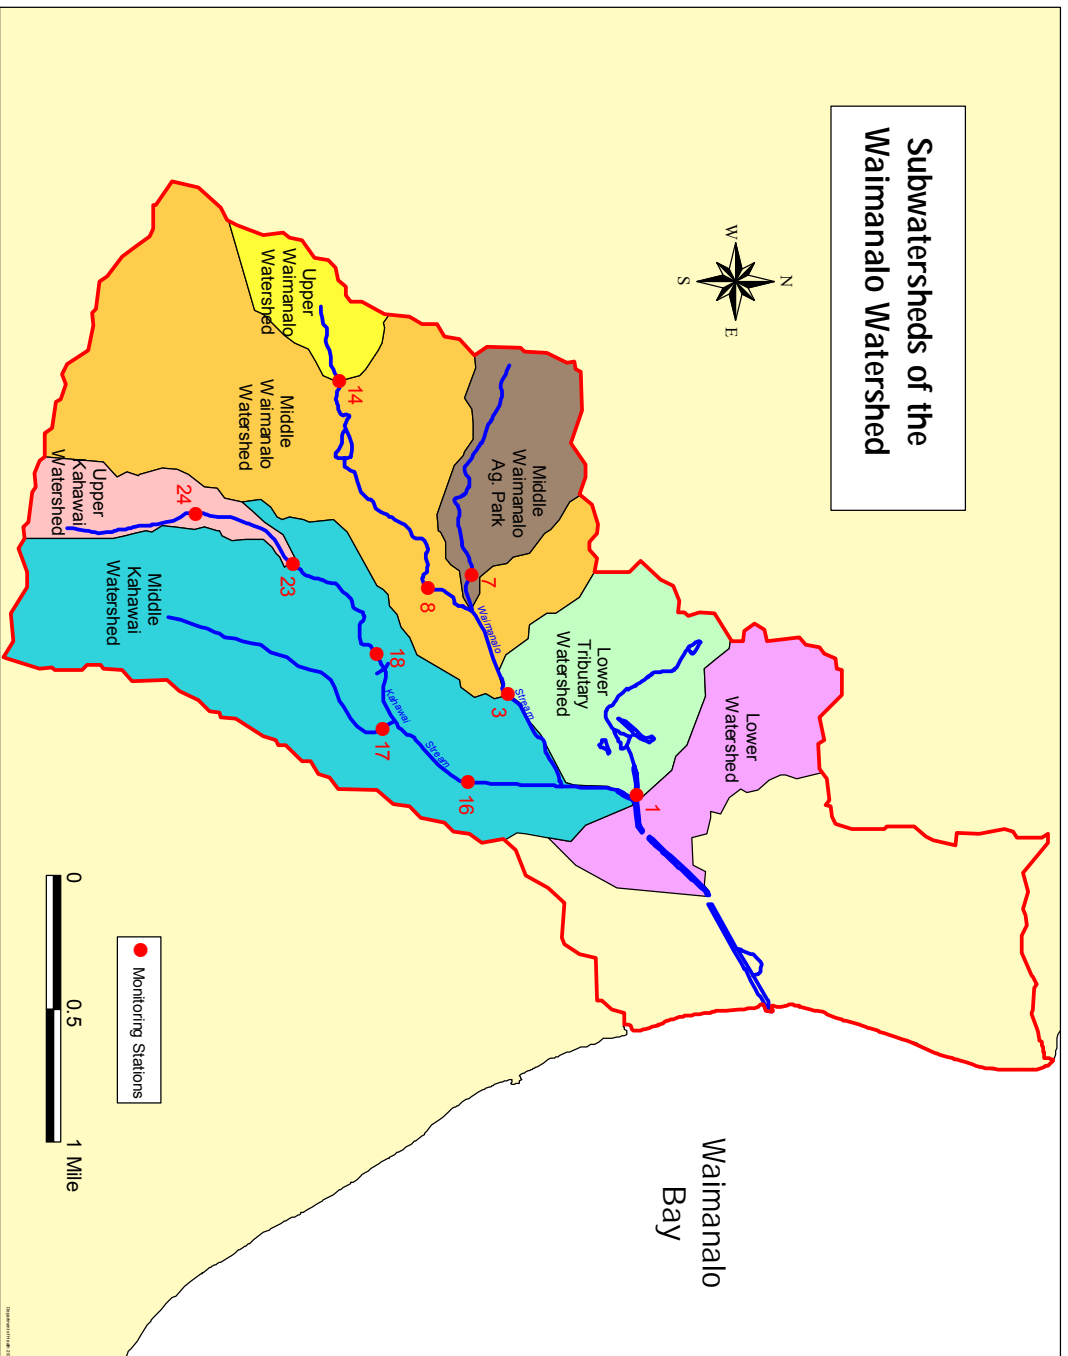 Subwatersheds of the
Waimanalo Watershed
N
W
E
S
Upper
Waimanalo
Watershed
14
Middle
Waimanalo
Watershed
Middle
Waimanalo
Ag. Park
7
8
Waimanalo
Stream
3
Upper
Kahawai
Watershed
24
23
Middle
Kahawai
Watershed
18
Kahawai
Stream
17
16
Lower
Tributary
Watershed
Lower
Watershed
1
Waimanalo
Bay
Monitoring Stations
0
0.5
1 Mile